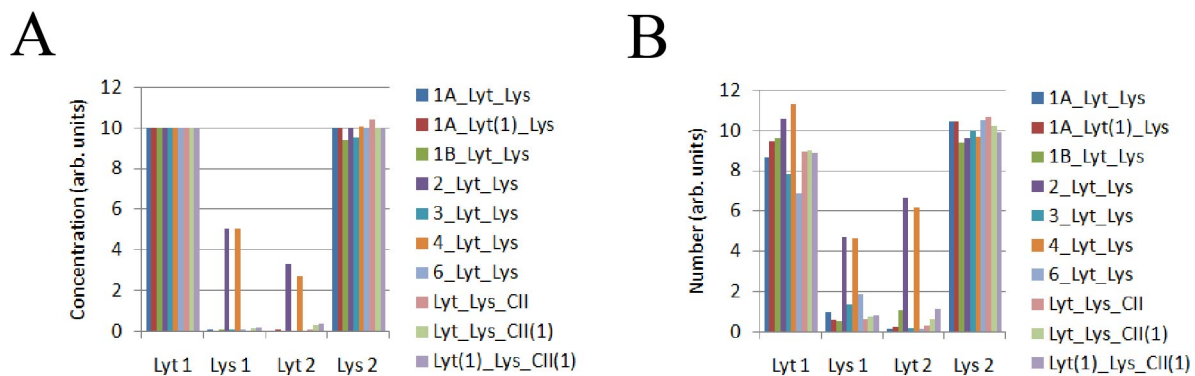 A
Concentration (arb. units)
12
10
8
6
4
2
0
Lyt 1 Lys 1 Lyt 2 Lys 2
1A_Lyt_Lys
1A_Lyt(1)_Lys
1B_Lyt_Lys
2_Lyt_Lys
3_Lyt_Lys
4_Lyt_Lys
6_Lyt_Lys
Lyt_Lys_CII
Lyt_Lys_CII(1)
Lyt(1)_Lys_CII(1)
B
Number (arb. units)
12
10
8
6
4
2
0
Lyt 1 Lys 1 Lyt 2 Lys 2
1A_Lyt_Lys
1A_Lyt(1)_Lys
1B_Lyt_Lys
2_Lyt_Lys
3_Lyt_Lys
4_Lyt_Lys
6_Lyt_Lys
Lyt_Lys_CII
Lyt_Lys_CII(1)
Lyt(1)_Lys_CII(1)